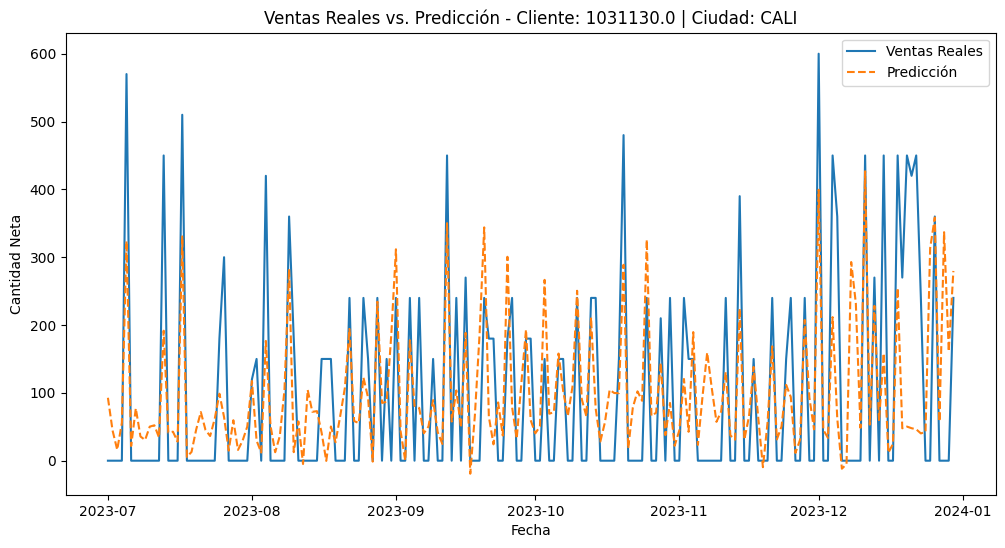 Ventas Reales vs. Predicción - Cliente: 1031130.0 | Ciudad: CALI
Ventas Reales
Predicción
Cantidad Neta
600
500
400
300
200
100
0
2023-07
2023-08
2023-09
2023-10
2023-11
2023-12
2024-01
Fecha